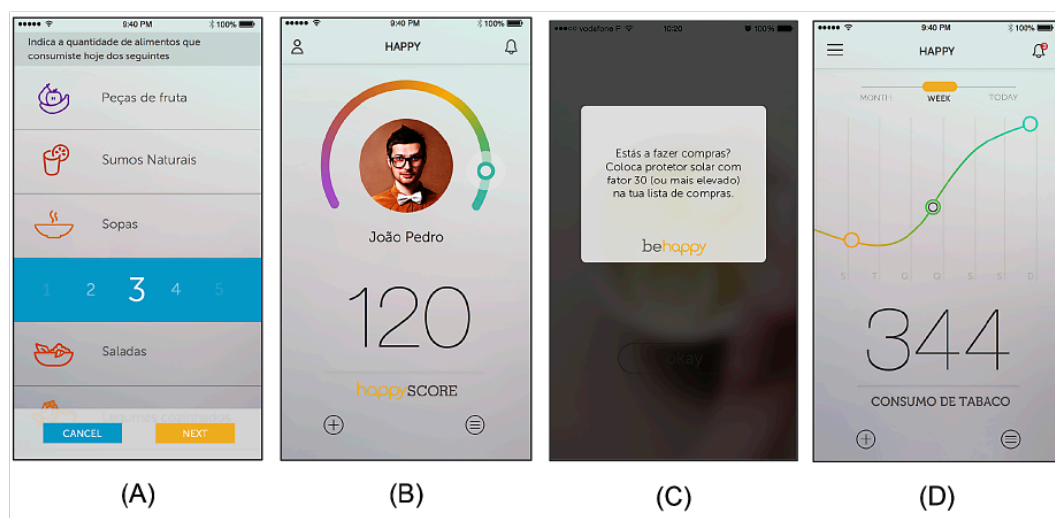 9:40 PM 100%
Indica a quantidade de alimentos que
consumiste hoje dos seguintes
Peças de fruta
Sumos Naturais
Sopas
1 2 3 4 5
Saladas
Legumes cozinhados
CANCEL NEXT
(A)
9:40 PM 100%
HAPPY
João Pedro
120
happySCORE
(B)
vodafone P 10:20 100%
Estás a fazer compras?
Coloca protetor solar com
fator 30 (ou mais elevado)
na tua lista de compras.
behappy
okay
(C)
9:40 PM 100%
HAPPY
MONTH WEEK TODAY
S T Q Q S S D
344
CONSUMO DE TABACO
(D)